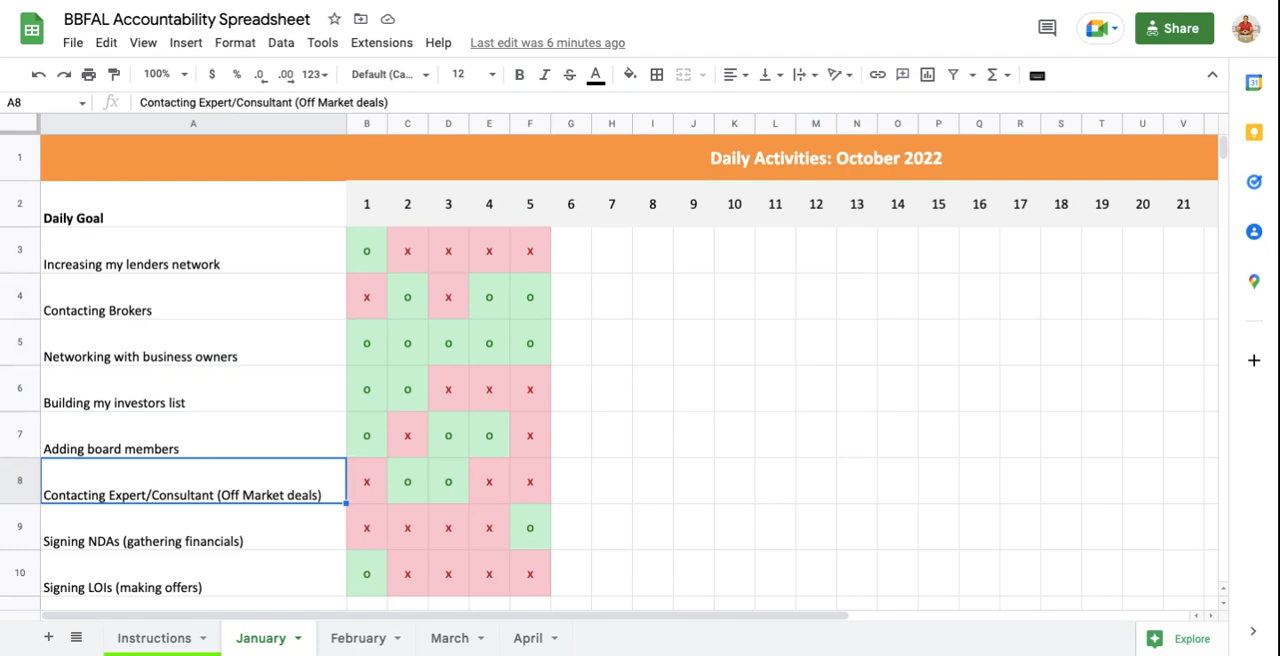 BBFAL Accountability Spreadsheet
File Edit View Insert Format Data Tools Extensions Help Last edit was 6 minutes ago
Share
100% $ % .0 .00 123 Default (Ca... 12 B I S A
31
A8 fx Contacting Expert/Consultant (Off Market deals)
A B C D E F G H I J K L M N O P Q R S T U V
1 Daily Activities: October 2022
2 Daily Goal 1 2 3 4 5 6 7 8 9 10 11 12 13 14 15 16 17 18 19 20 21
3 Increasing my lenders network o x x x x
4 Contacting Brokers x o x o o
5 Networking with business owners o o o o o
6 Building my investors list o o x x x
7 Adding board members o x o o x
8 Contacting Expert/Consultant (Off Market deals) x o o x x
9 Signing NDAs (gathering financials) x x x x o
10 Signing LOIs (making offers) o x x x x
Instructions January February March April Explore